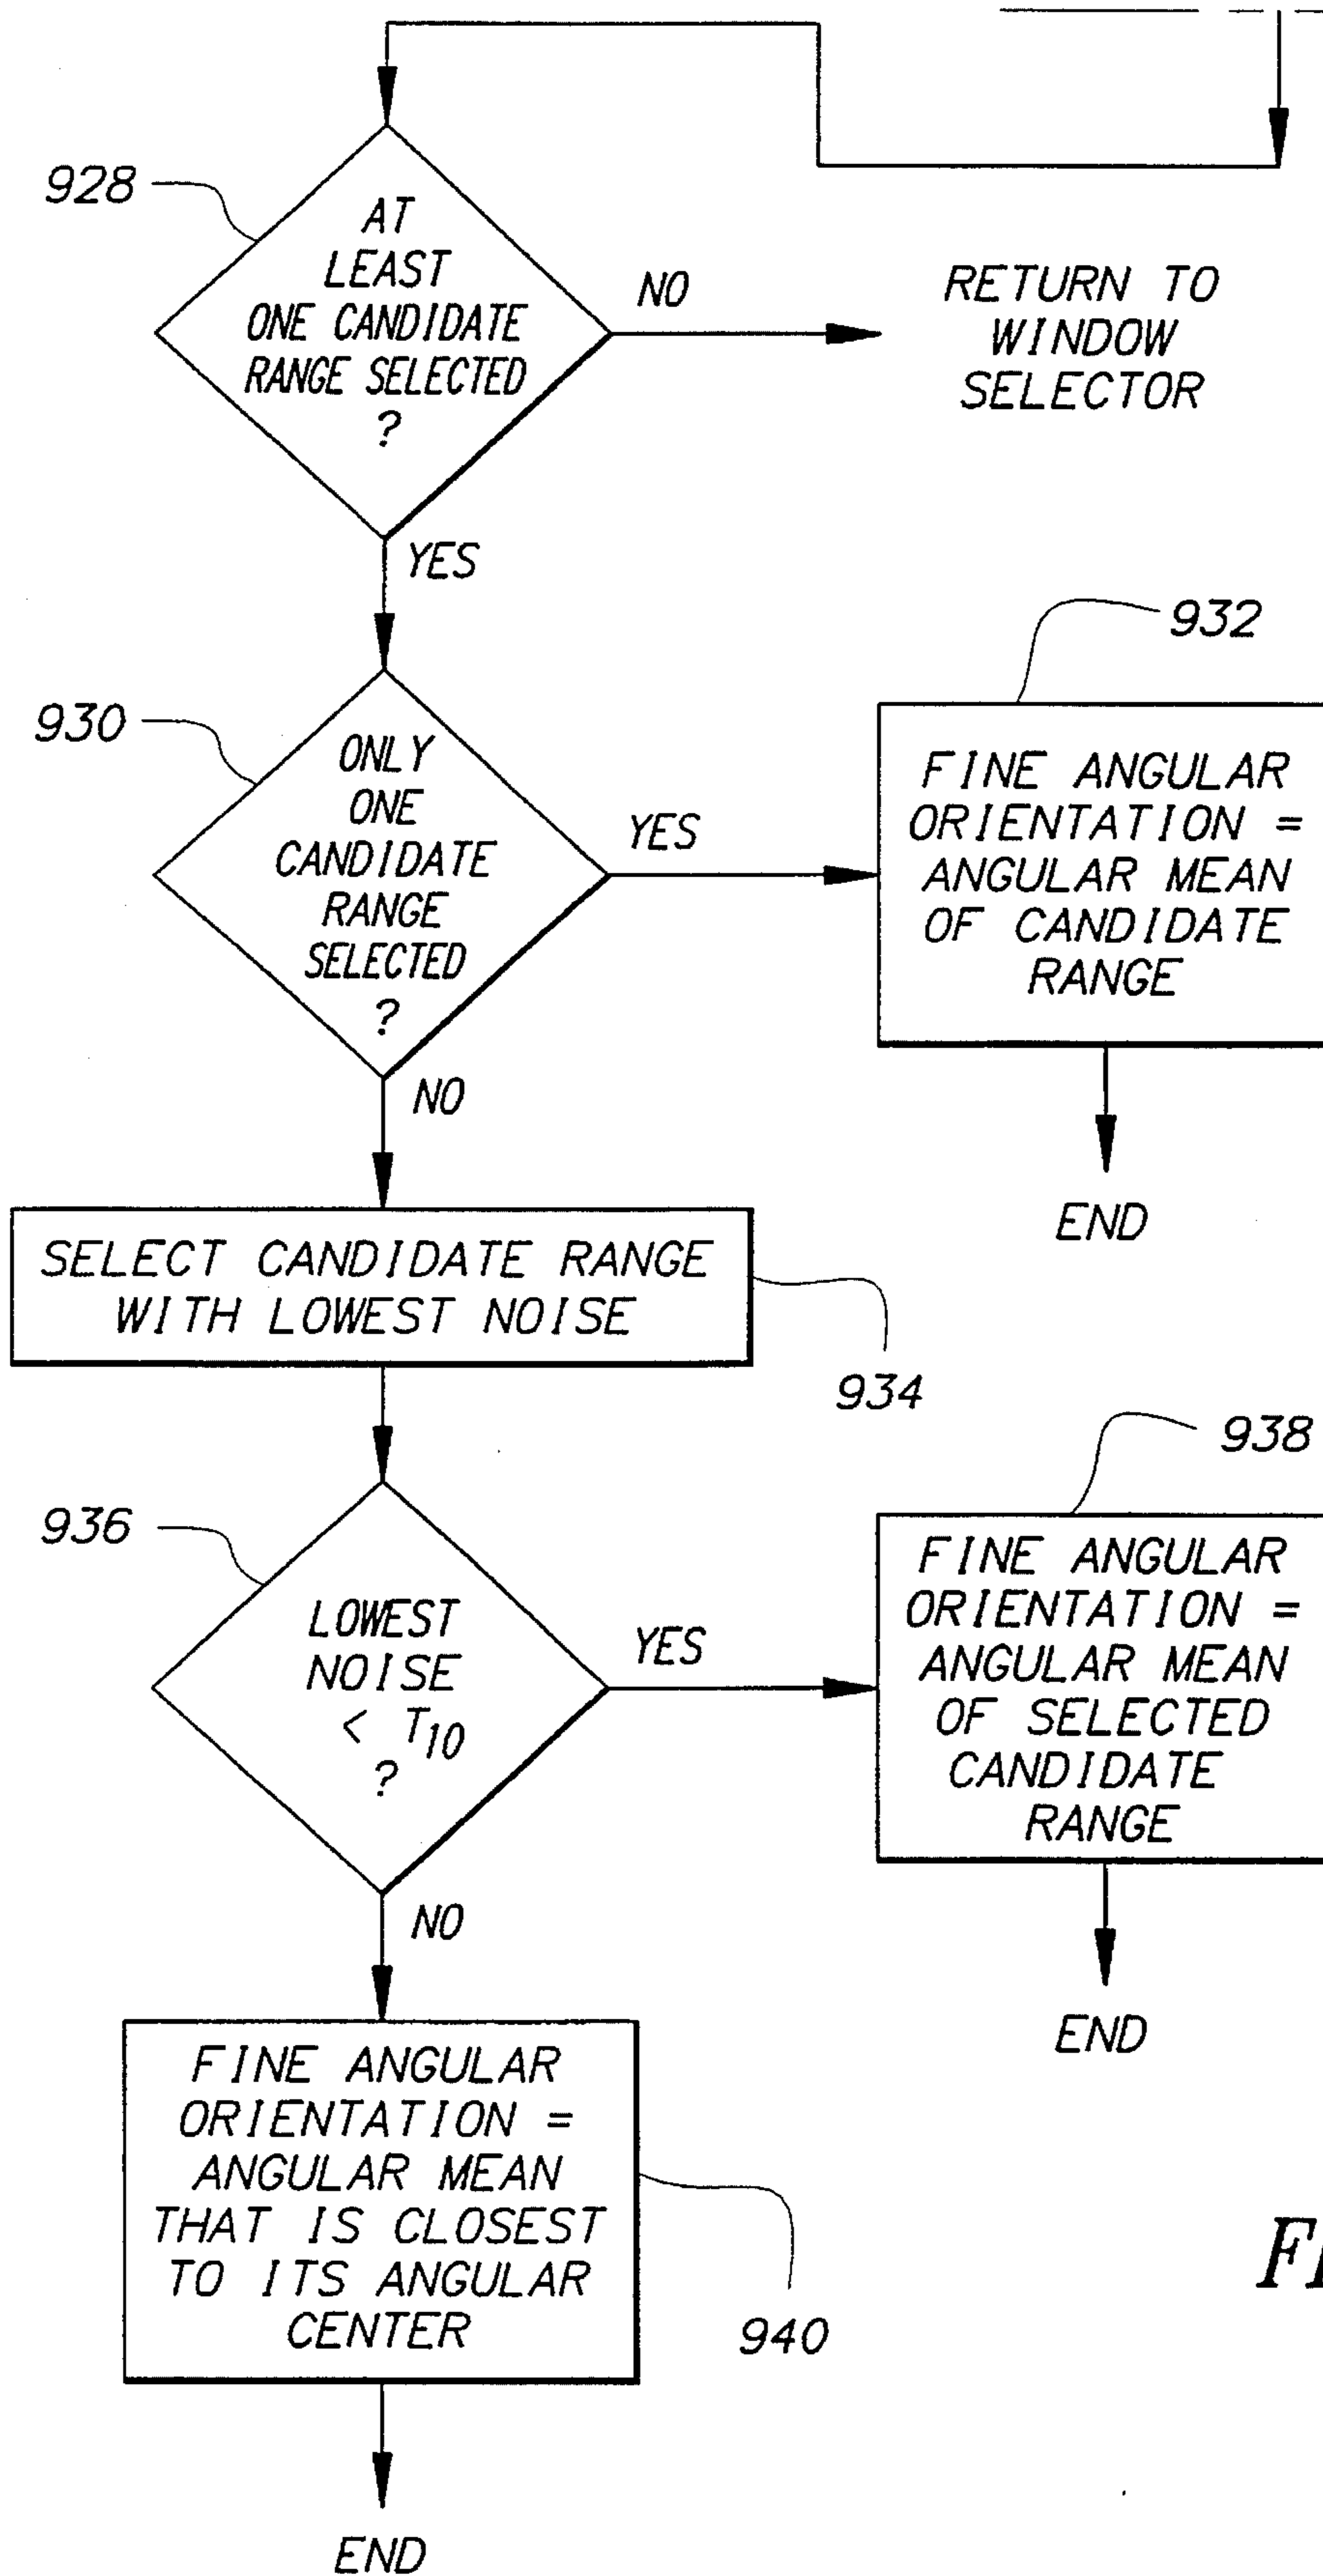 928
AT
LEAST
ONE CANDIDATE
RANGE SELECTED
?
NO
RETURN TO
WINDOW
SELECTOR
YES
930
ONLY
ONE
CANDIDATE
RANGE
SELECTED
?
YES
932
FINE ANGULAR
ORIENTATION =
ANGULAR MEAN
OF CANDIDATE
RANGE
END
NO
SELECT CANDIDATE RANGE
WITH LOWEST NOISE
934
936
LOWEST
NOISE
< T10
?
YES
938
FINE ANGULAR
ORIENTATION =
ANGULAR MEAN
OF SELECTED
CANDIDATE
RANGE
END
NO
FINE ANGULAR
ORIENTATION =
ANGULAR MEAN
THAT IS CLOSEST
TO ITS ANGULAR
CENTER
940
END